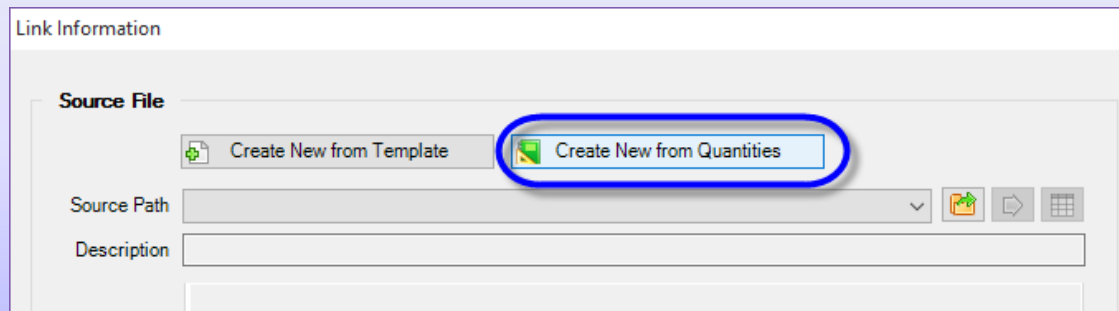 Link Information
Source File
Create New from Template Create New from Quantities
Source Path
Description